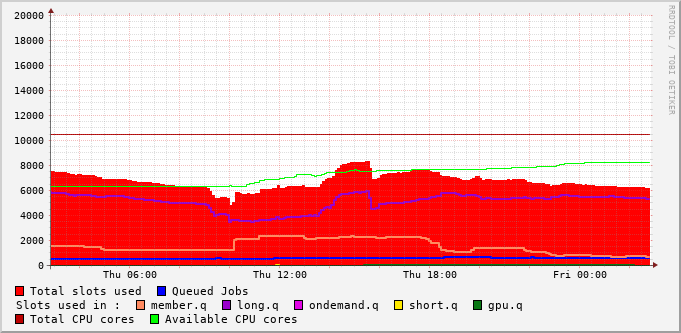 20000
18000
16000
14000
12000
10000
8000
6000
4000
2000
0
Thu 06:00 Thu 12:00 Thu 18:00 Fri 00:00
Total slots used Queued Jobs
Slots used in : member.q long.q ondemand.q short.q gpu.q
Total CPU cores Available CPU cores
RRDTOOL / TOBI OETIKER